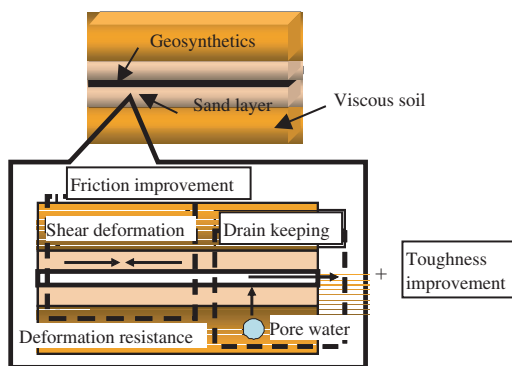 Geosynthetics
Sand layer
Viscous soil
Friction improvement
Shear deformation
Drain keeping
+
Toughness
improvement
Deformation resistance
Pore water